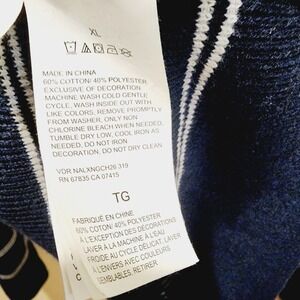 XL
MADE IN CHINA
60% COTTON/ 40% POLYESTER
EXCLUSIVE OF DECORATION
MACHINE WASH COLD GENTLE
CYCLE, WASH INSIDE OUT WITH
LIKE COLORS, REMOVE PROMPTLY
FROM WASHER, ONLY NON
CHLORINE BLEACH WHEN NEEDED,
TUMBLE DRY LOW, COOL IRON AS
NEEDED, DO NOT IRON
DECORATION, DO NOT DRY CLEAN
VDR NALXNGCH26 319
RN 67835 CA 07415
TG
FABRIQUÉ EN CHINE
60% COTON/ 40% POLYESTER
À L'EXCEPTION DES DÉCORATIONS
LAVER À LA MACHINE À L'EAU
FROIDE AU CYCLE DÉLICAT, LAVER
À L'ENVERS AVEC COULEURS
SEMBLABLES, RETIRER